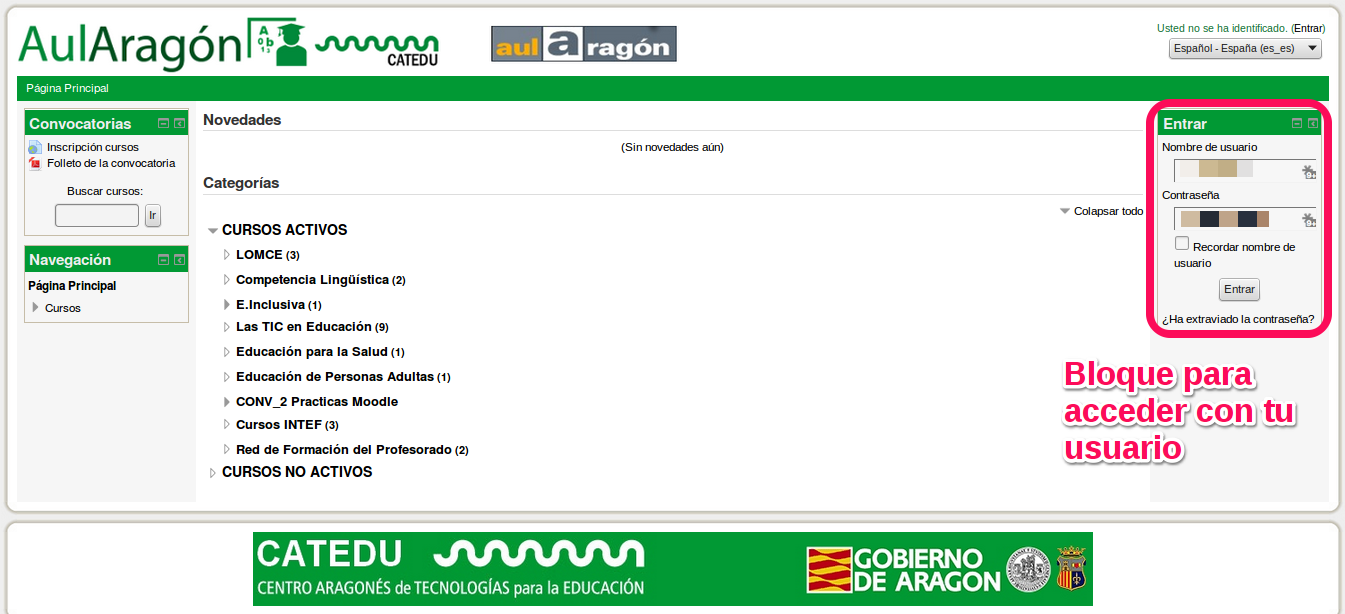 AulAragón
A b
0 1 3
CATEDU
aularagón
Usted no se ha identificado. (Entrar)
Español - España (es_es)
Página Principal
Convocatorias
Inscripción cursos
Folleto de la convocatoria
Buscar cursos:
Ir
Navegación
Página Principal
Cursos
Novedades
(Sin novedades aún)
Categorías
Colapsar todo
CURSOS ACTIVOS
LOMCE (3)
Competencia Lingüística (2)
E.Inclusiva (1)
Las TIC en Educación (9)
Educación para la Salud (1)
Educación de Personas Adultas (1)
CONV_2 Practicas Moodle
Cursos INTEF (3)
Red de Formación del Profesorado (2)
CURSOS NO ACTIVOS
Entrar
Nombre de usuario
Contraseña
Recordar nombre de
usuario
Entrar
¿Ha extraviado la contraseña?
Bloque para
acceder con tu
usuario
CATEDU
CENTRO ARAGONÉS de TECNOLOGÍAS para la EDUCACIÓN
GOBIERNO
DE ARAGON